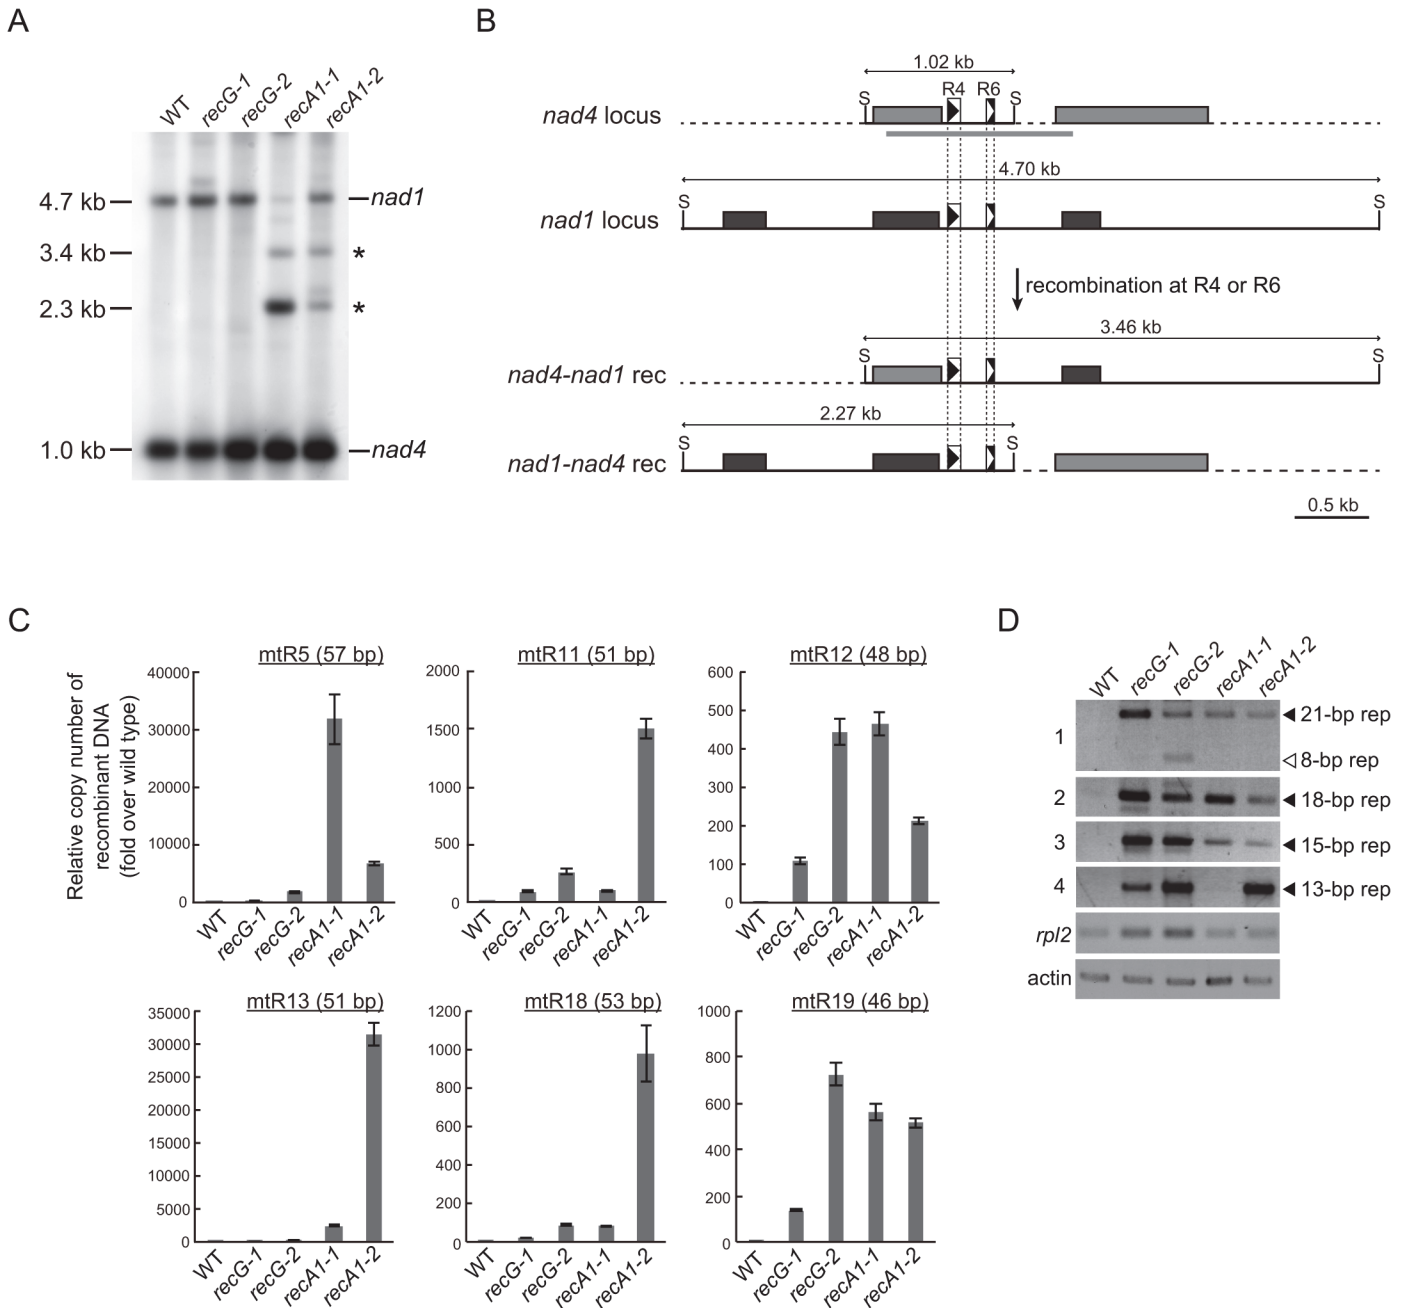 A
WT
recG-1
recG-2
recA1-1
recA1-2
4.7 kb
nad1
3.4 kb
*
2.3 kb
*
1.0 kb
nad4
B
1.02 kb
S R4 R6 S
nad4 locus
4.70 kb
S S
nad1 locus
recombination at R4 or R6
3.46 kb
S S
nad4-nad1 rec
2.27 kb
S S
nad1-nad4 rec
0.5 kb
C
Relative copy number of
recombinant DNA
(fold over wild type)
mtR5 (57 bp)
40000
30000
20000
10000
0
WT
recG-1
recG-2
recA1-1
recA1-2
mtR11 (51 bp)
2000
1500
1000
500
0
WT
recG-1
recG-2
recA1-1
recA1-2
mtR12 (48 bp)
600
500
400
300
200
100
0
WT
recG-1
recG-2
recA1-1
recA1-2
mtR13 (51 bp)
35000
30000
25000
20000
15000
10000
5000
0
WT
recG-1
recG-2
recA1-1
recA1-2
mtR18 (53 bp)
1200
1000
800
600
400
200
0
WT
recG-1
recG-2
recA1-1
recA1-2
mtR19 (46 bp)
1000
800
600
400
200
0
WT
recG-1
recG-2
recA1-1
recA1-2
D
WT
recG-1
recG-2
recA1-1
recA1-2
1
21-bp rep
8-bp rep
2 18-bp rep
3 15-bp rep
4 13-bp rep
rpl2
actin